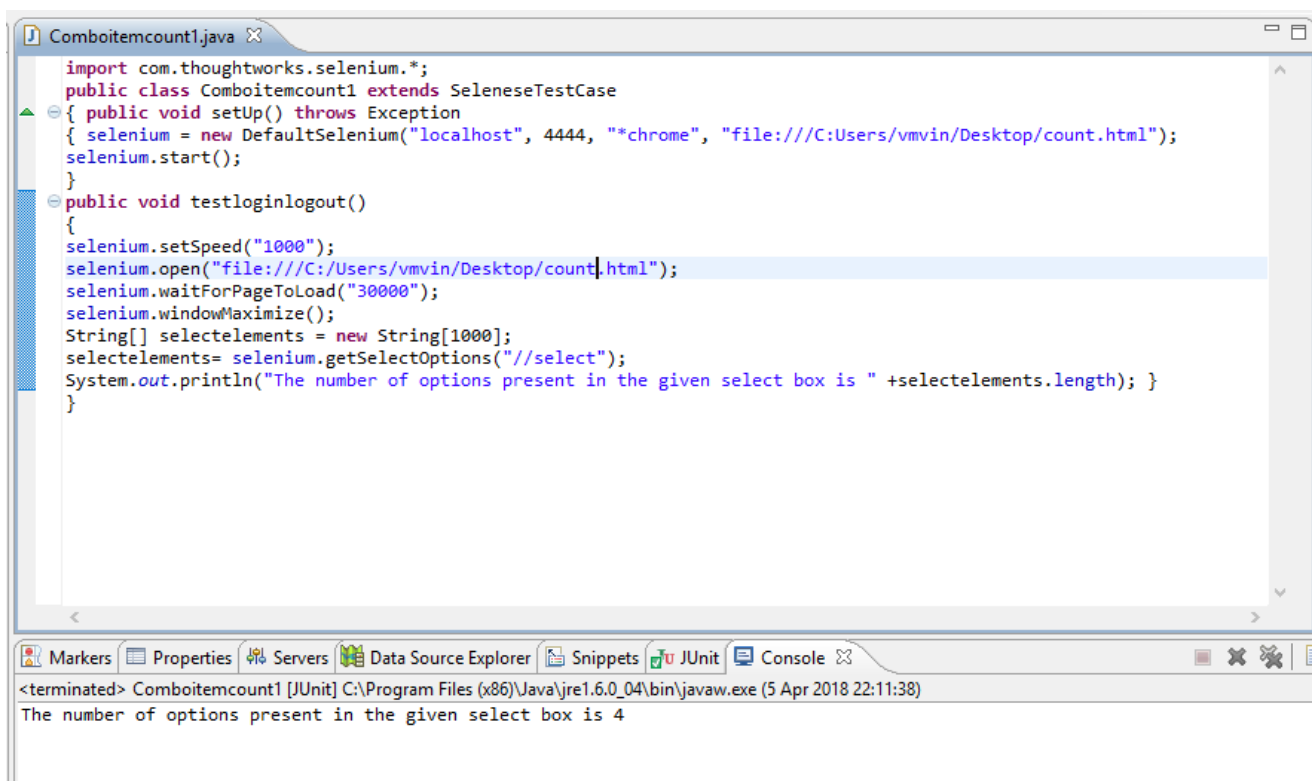 Comboitemcount1.java
import com.thoughtworks.selenium.*;
public class Comboitemcount1 extends SeleneseTestCase
{ public void setUp() throws Exception
{ selenium = new DefaultSelenium("localhost", 4444, "*chrome", "file:///C:Users/vmvin/Desktop/count.html");
selenium.start();
}
public void testloginlogout()
{
selenium.setSpeed("1000");
selenium.open("file:///C:/Users/vmvin/Desktop/count.html");
selenium.waitForPageToLoad("30000");
selenium.windowMaximize();
String[] selectelements = new String[1000];
selectelements= selenium.getSelectOptions("//select");
System.out.println("The number of options present in the given select box is " +selectelements.length); }
}
Markers Properties Servers Data Source Explorer Snippets JUnit Console
<terminated> Comboitemcount1 [JUnit] C:\Program Files (x86)\Java\jre1.6.0_04\bin\javaw.exe (5 Apr 2018 22:11:38)
The number of options present in the given select box is 4